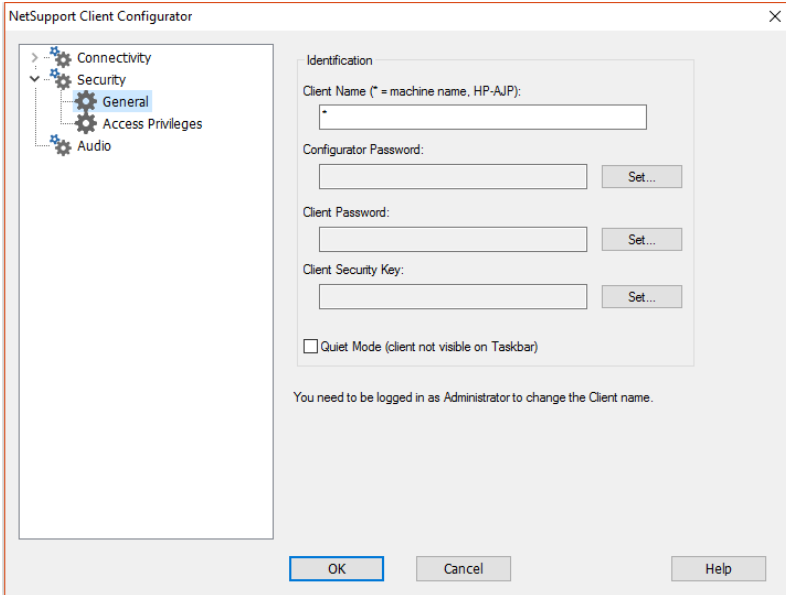 NetSupport Client Configurator
Connectivity
Security
General
Access Privileges
Audio
Identification
Client Name (* = machine name, HP-AJP):
*
Configurator Password:
Set...
Client Password:
Set...
Client Security Key:
Set...
Quiet Mode (client not visible on Taskbar)
You need to be logged in as Administrator to change the Client name.
OK Cancel Help